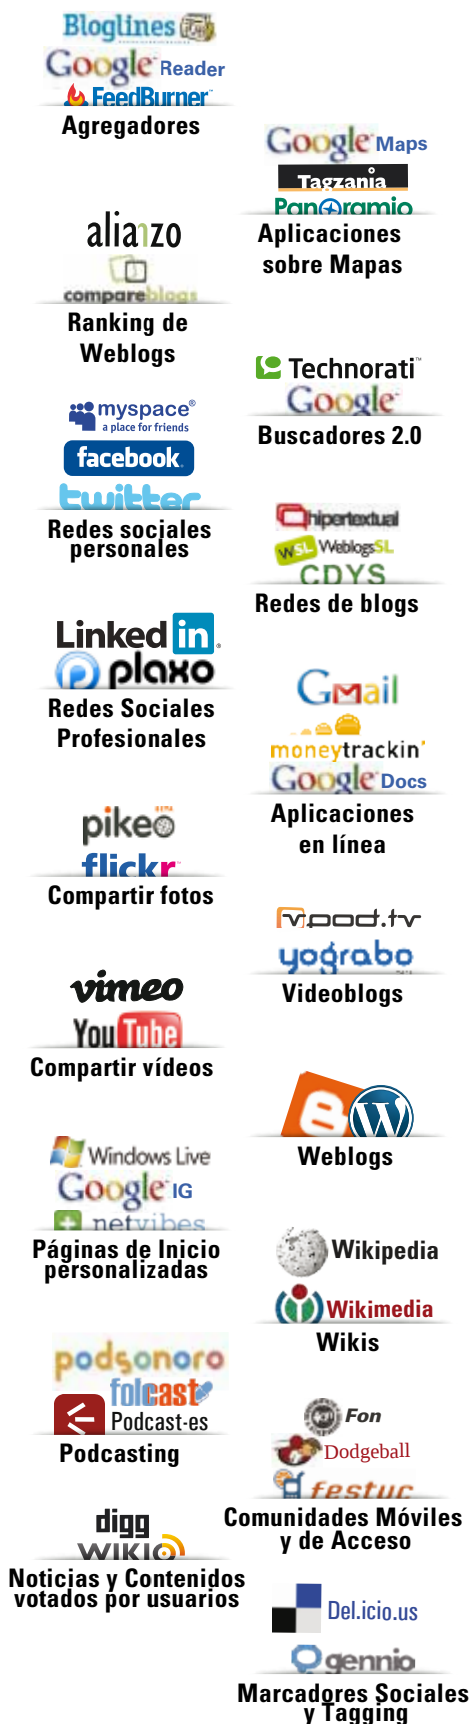 Bloglines
Google Reader
FeedBurner
Agregadores
Google Maps
Tagzania
Panoramio
Aplicaciones
sobre Mapas
alianzo
compareblogs
Ranking de
Weblogs
Technorati™
Google
Buscadores 2.0
myspace®
a place for friends
facebook
twitter
Redes sociales
personales
hipertextual
WSL WeblogsSL
CDYS
Redes de blogs
Linked in
plaxo
Redes Sociales
Profesionales
Gmail
moneytrackin'
Google Docs
Aplicaciones
en línea
pikeo
flickr
Compartir fotos
vpod.tv
yograbo
Videoblogs
vimeo
You Tube
Compartir vídeos
Weblogs
Windows Live
Google IG
netvibes
Páginas de Inicio
personalizadas
Wikipedia
Wikimedia
Wikis
podsonoro
folcast
Podcast-es
Podcasting
Fon
Dodgeball
festuc
Comunidades Móviles
y de Acceso
digg
WIKIO
Noticias y Contenidos
votados por usuarios
Del.icio.us
gennio
Marcadores Sociales
y Tagging